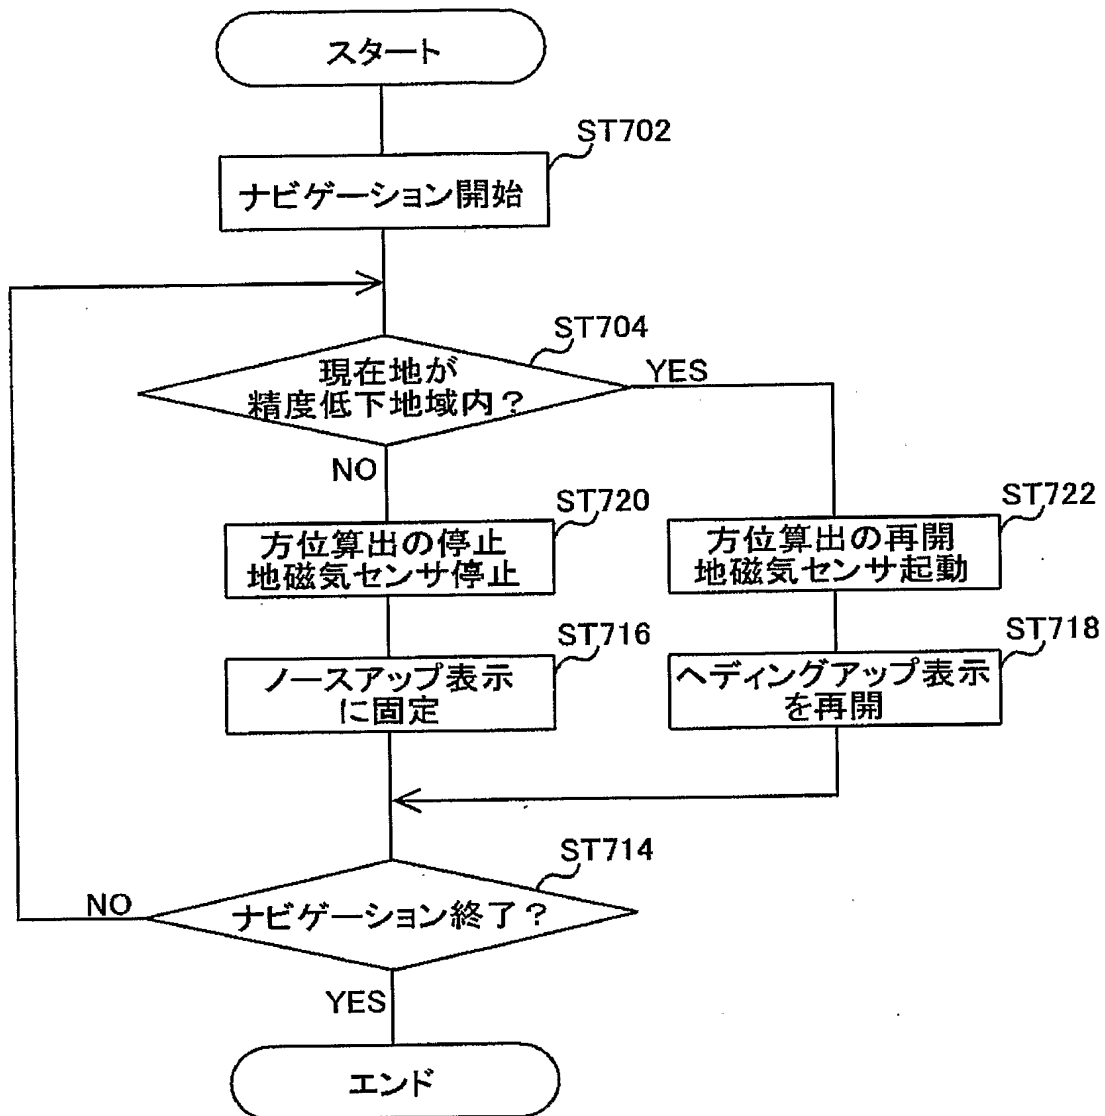 スタート
ST702
ナビゲーション開始
ST704
現在地が
精度低下地域内？
YES
NO
ST720
方位算出の停止
地磁気センサ停止
ST722
方位算出の再開
地磁気センサ起動
ST716
ノースアップ表示
に固定
ST718
ヘディングアップ表示
を再開
ST714
ナビゲーション終了？
NO
YES
エンド